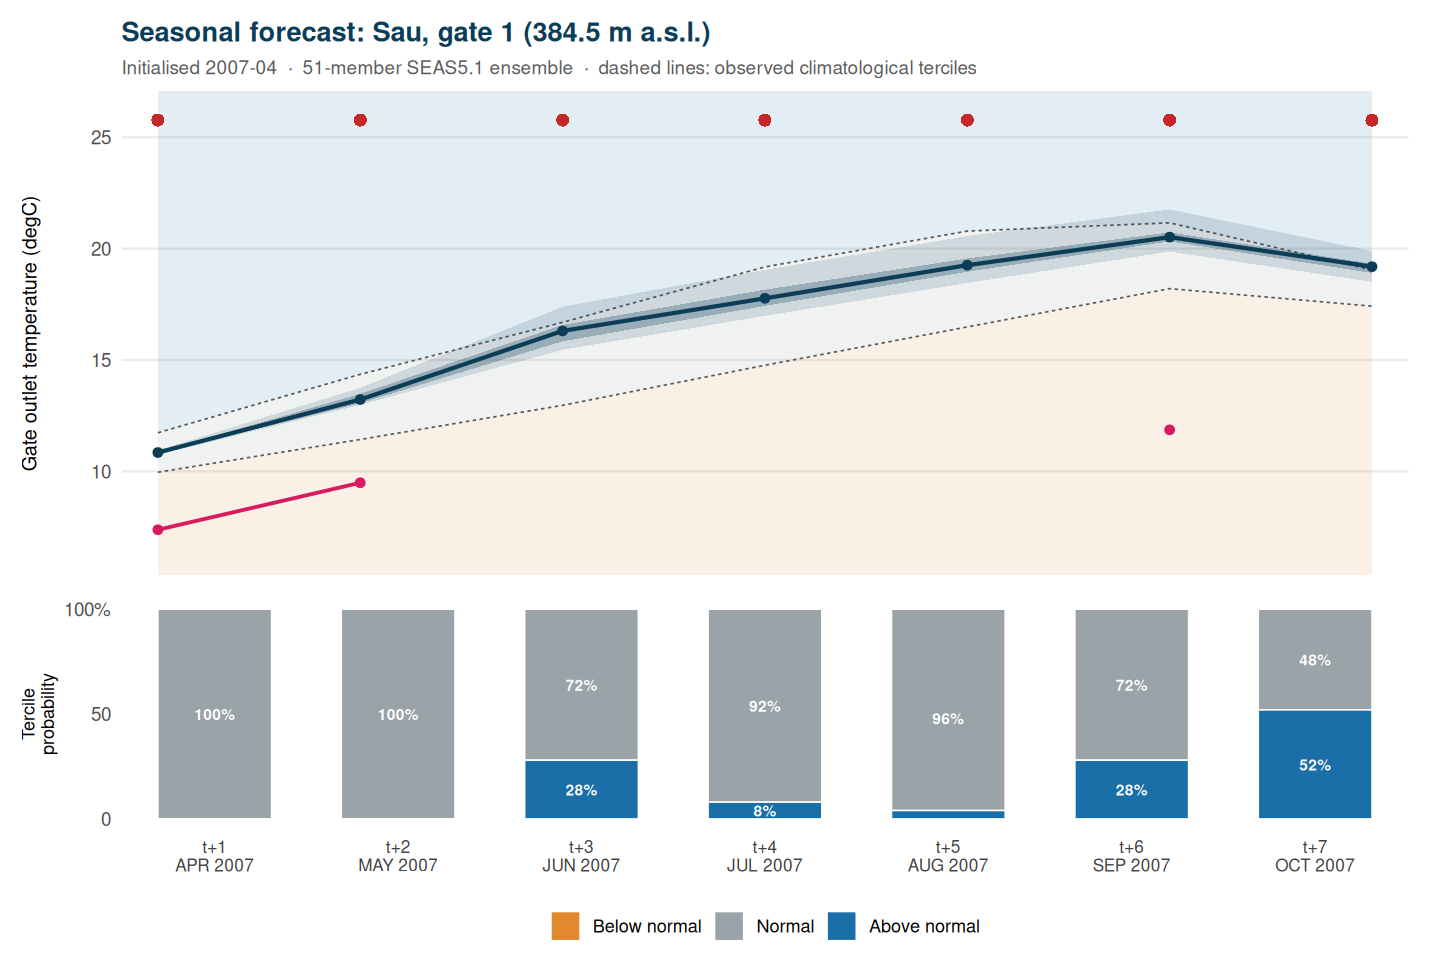 Seasonal forecast: Sau, gate 1 (384.5 m a.s.l.)
Initialised 2007-04 · 51-member SEAS5.1 ensemble · dashed lines: observed climatological terciles
Gate outlet temperature (degC)
25
20
15
10
Tercile
probability
100%
50
0
100%
100%
72%
28%
92%
8%
96%
72%
28%
48%
52%
t+1
APR 2007
t+2
MAY 2007
t+3
JUN 2007
t+4
JUL 2007
t+5
AUG 2007
t+6
SEP 2007
t+7
OCT 2007
Below normal
Normal
Above normal